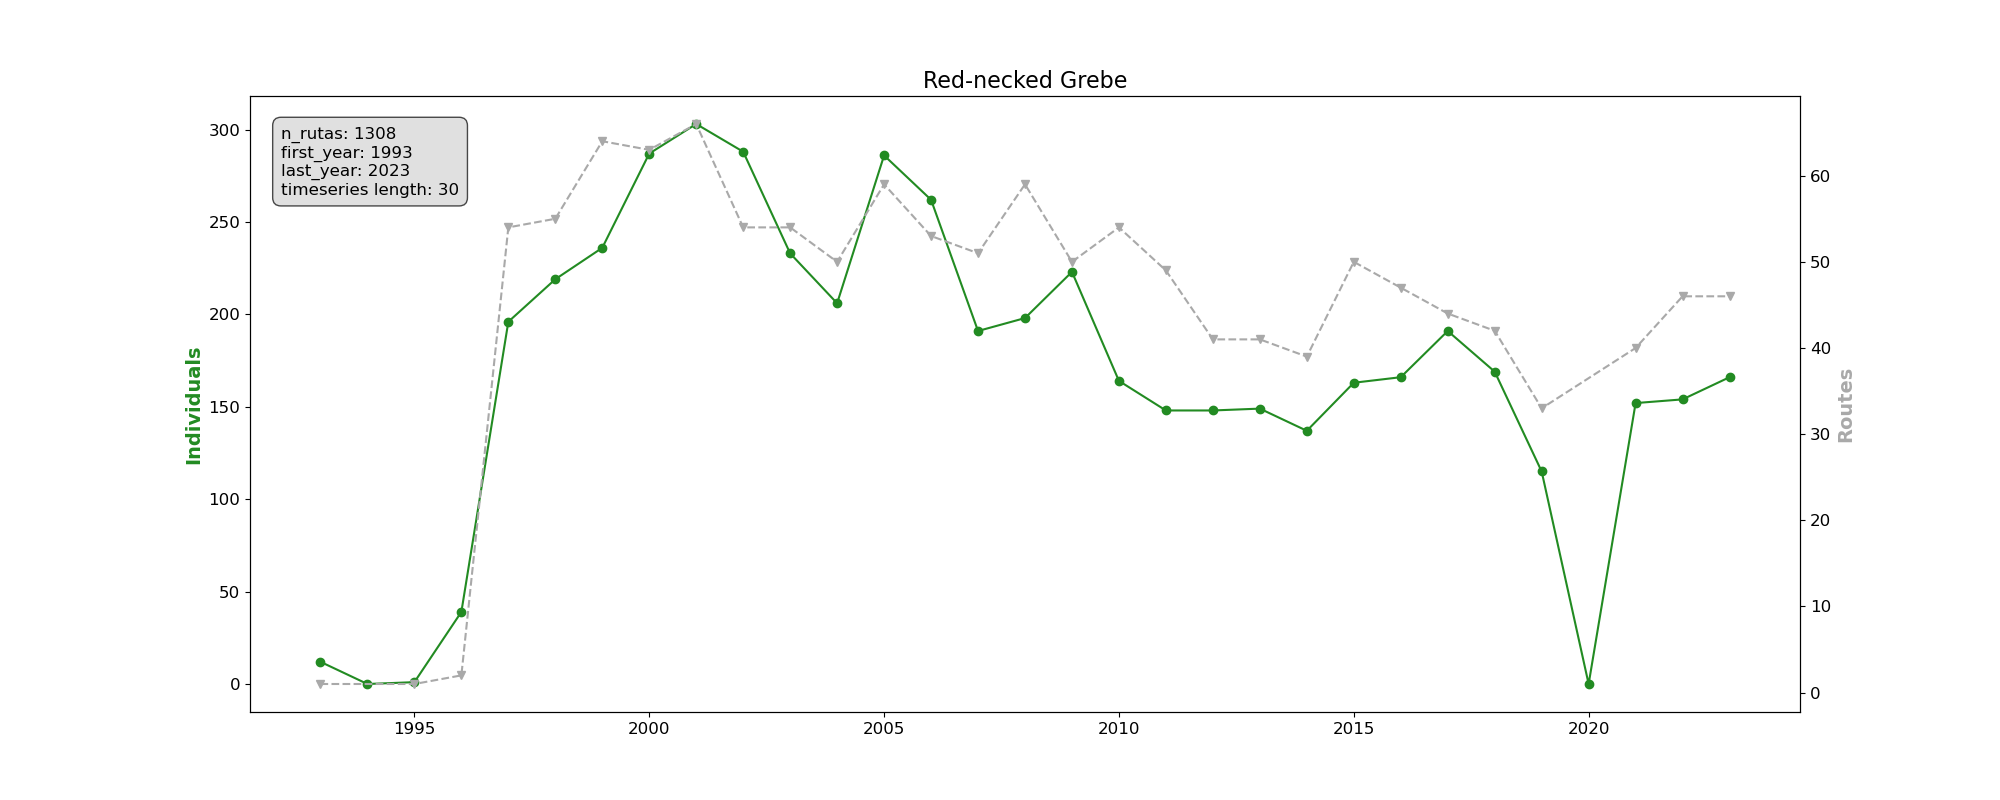 Red-necked Grebe
n_rutas: 1308
first_year: 1993
last_year: 2023
timeseries length: 30
300
250
200
150
100
50
0
Individuals
60
50
40
30
20
10
0
Routes
1995
2000
2005
2010
2015
2020